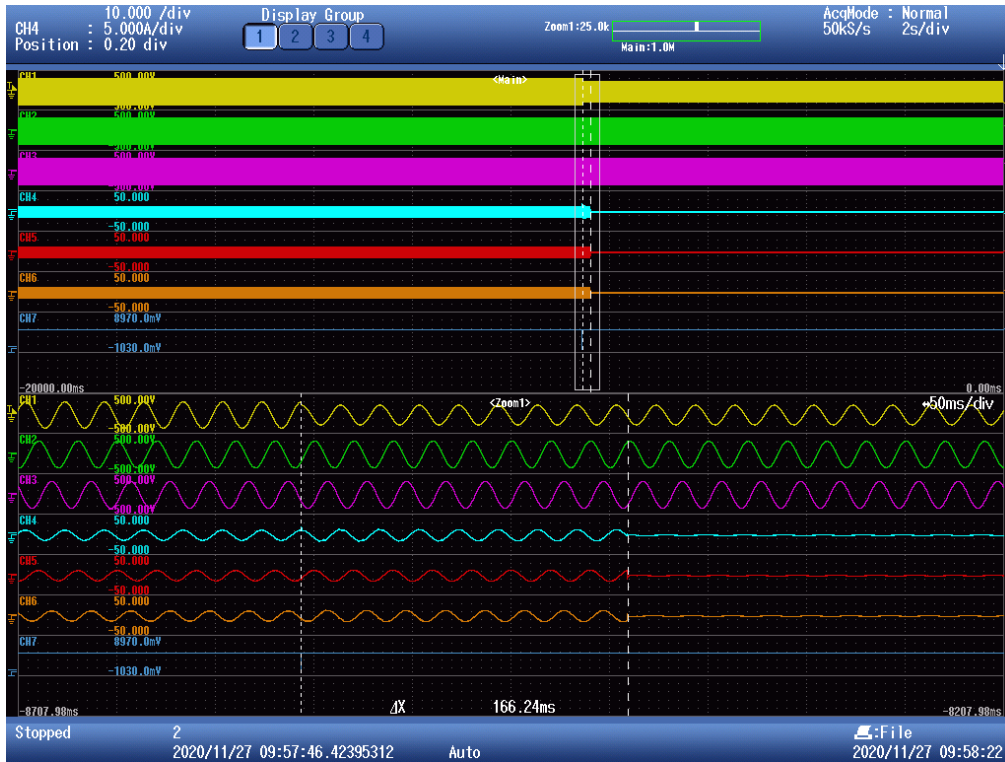 10.000 /div
CH4 : 5.000A/div
Position : 0.20 div
Display Group
1 2 3 4
Zoom1:25.0k
Main:1.0M
AcqMode : Normal
50kS/s 2s/div
CH1 500.00V <Main>
-500.00V
CH2 500.00V
-500.00V
CH3 500.00V
-500.00V
CH4 50.000
-50.000
CH5 50.000
-50.000
CH6 50.000
-50.000
CH7 8970.0mV
-1030.0mV
-20000.00ms 0.00ms
CH1 500.00V <Zoom1> 50ms/div
-500.00V
CH2 500.00V
-500.00V
CH3 500.00V
-500.00V
CH4 50.000
-50.000
CH5 50.000
-50.000
CH6 50.000
-50.000
CH7 8970.0mV
-1030.0mV
ΔX 166.24ms
-8707.98ms -8207.98ms
Stopped 2 :File
2020/11/27 09:57:46.42395312 Auto 2020/11/27 09:58:22